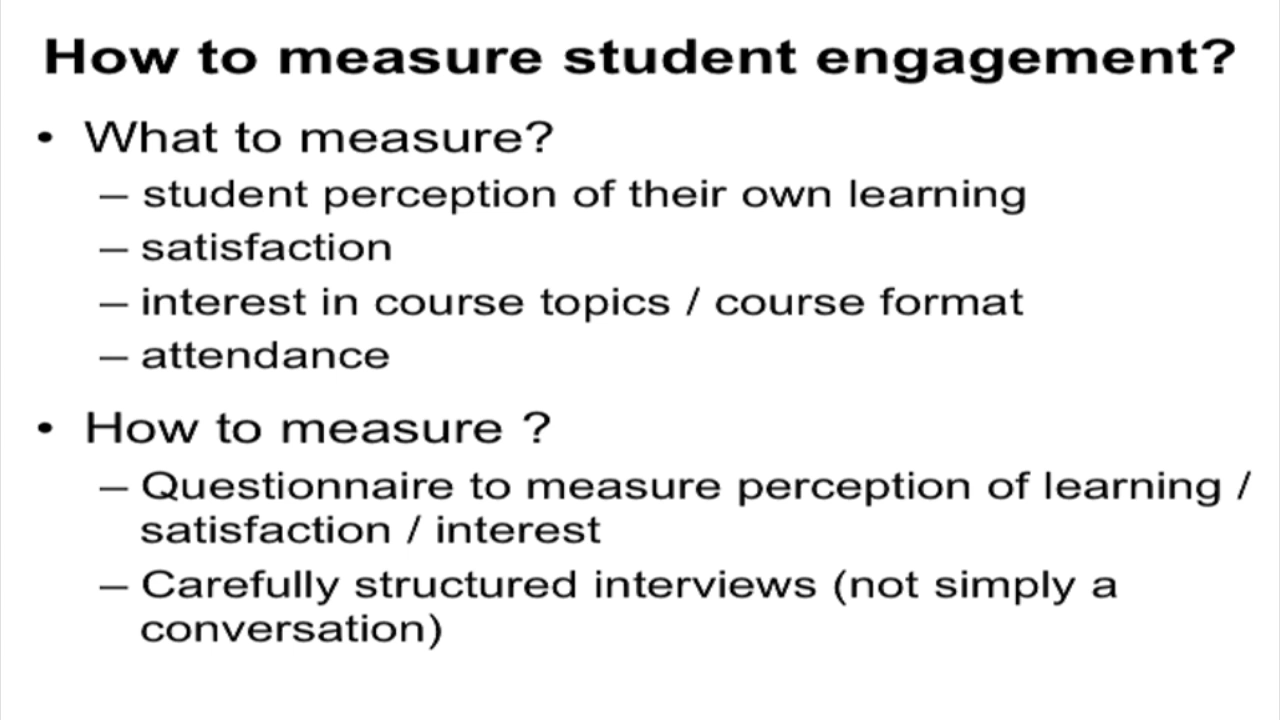 How to measure student engagement?
• What to measure?
– student perception of their own learning
– satisfaction
– interest in course topics / course format
– attendance
• How to measure ?
– Questionnaire to measure perception of learning /
satisfaction / interest
– Carefully structured interviews (not simply a
conversation)